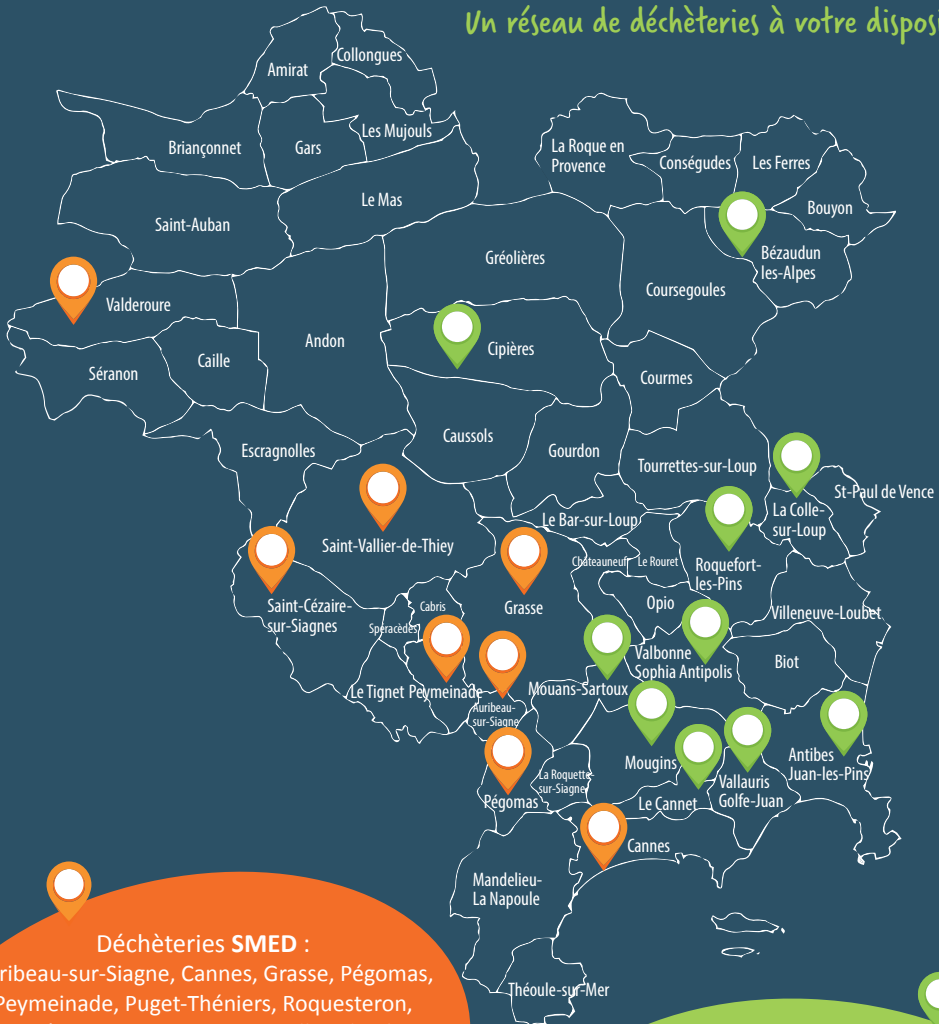 Un réseau de déchèteries à votre disposi
Collongues
Amirat
Les Mujouls
Briançonnet
Gars
La Roque en
Provence
Conségudes
Les Ferres
Le Mas
Bouyon
Saint-Auban
Bézaudun
les-Alpes
Gréolières
Coursegoules
Valderoure
Andon
Cipières
Caille
Séranon
Courmes
Caussols
Gourdon
Escragnolles
Tourrettes-sur-Loup
St-Paul de Vence
La Colle-
sur-Loup
Le Bar-sur-Loup
Saint-Vallier-de-Thiey
Châteauneuf
Le Rouret
Roquefort-
les-Pins
Saint-Cézaire-
sur-Siagnes
Cabris
Grasse
Opio
Villeneuve-Loubet
Speracèdes
Valbonne
Sophia Antipolis
Biot
Le Tignet
Peymeinade
Mouans-Sartoux
Auribeau-
sur-Siagne
Mougins
Antibes
Juan-les-Pins
La Roquette-
sur-Siagne
Vallauris
Golfe-Juan
Pégomas
Le Cannet
Cannes
Mandelieu-
La Napoule
Théoule-sur-Mer
Déchèteries SMED :
ribeau-sur-Siagne, Cannes, Grasse, Pégomas,
Peymeinade, Puget-Théniers, Roquesteron,